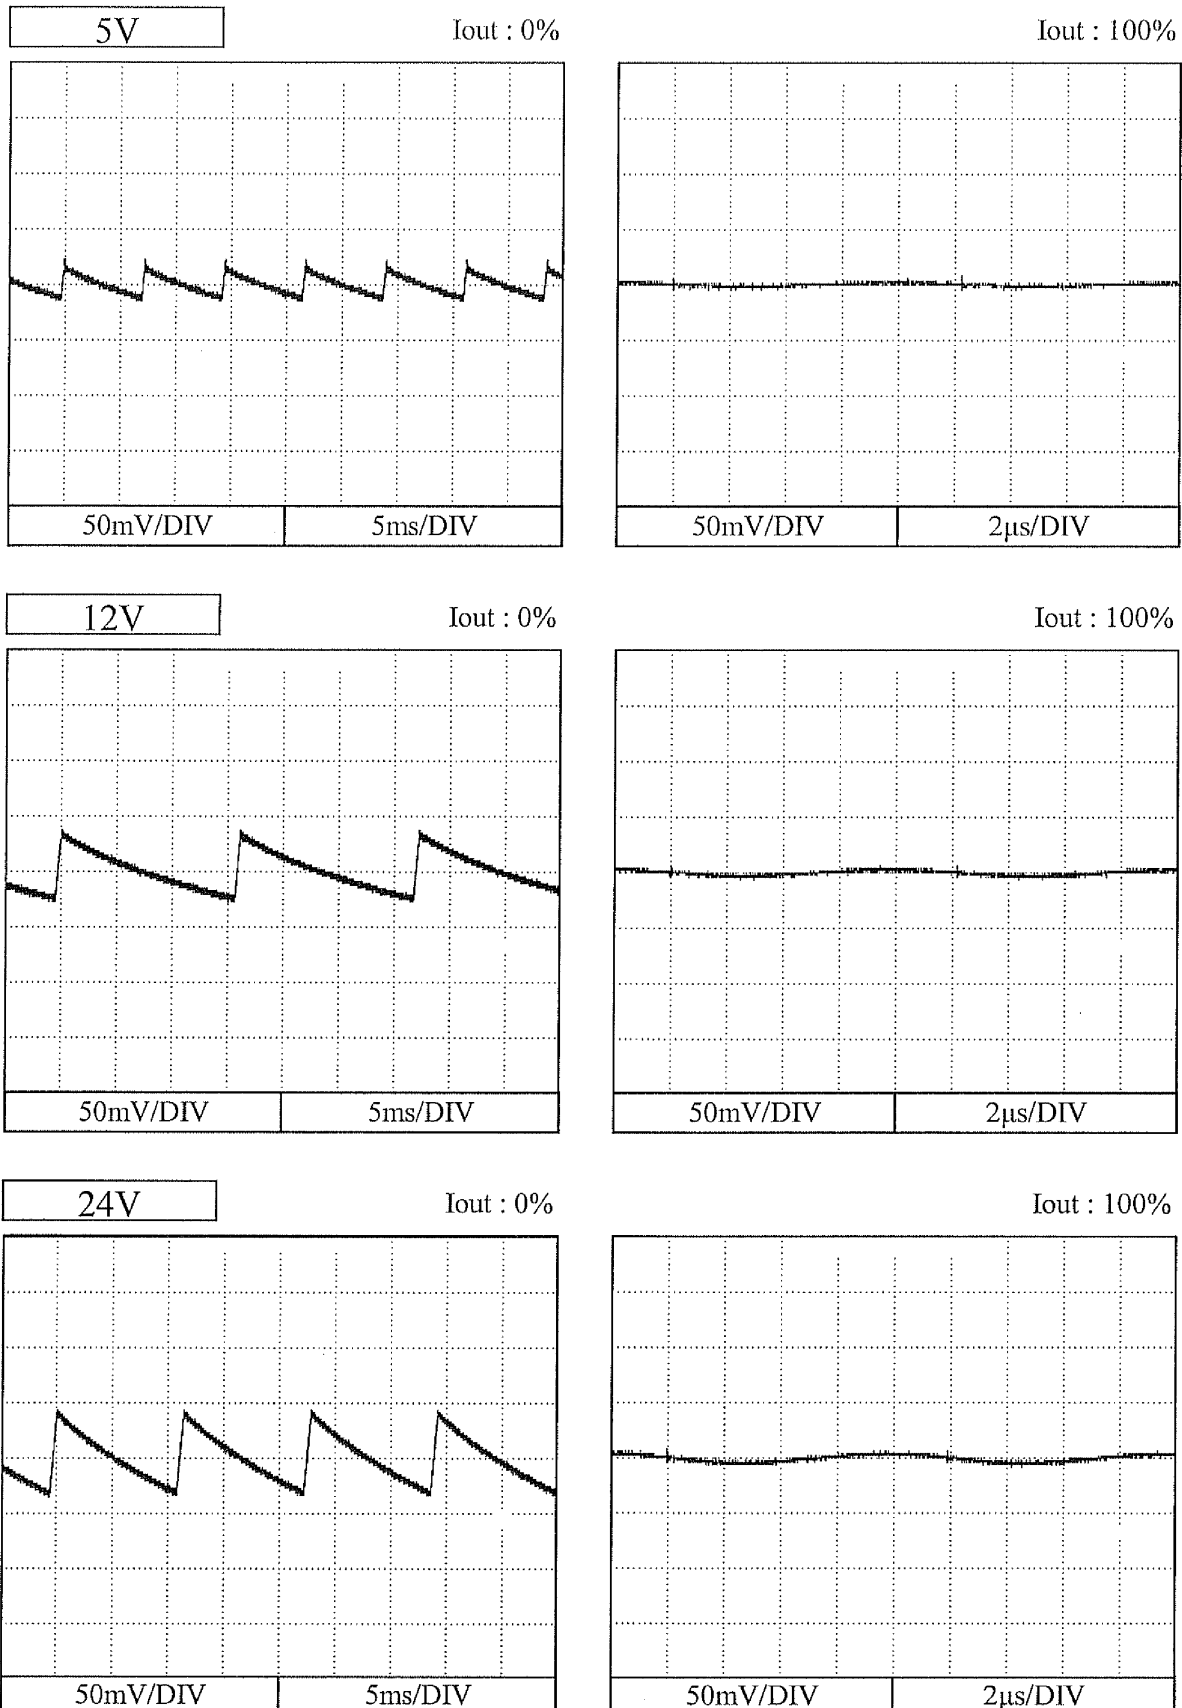 5V Iout : 0% Iout : 100%
50mV/DIV 5ms/DIV 50mV/DIV 2µs/DIV
12V Iout : 0% Iout : 100%
50mV/DIV 5ms/DIV 50mV/DIV 2µs/DIV
24V Iout : 0% Iout : 100%
50mV/DIV 5ms/DIV 50mV/DIV 2µs/DIV